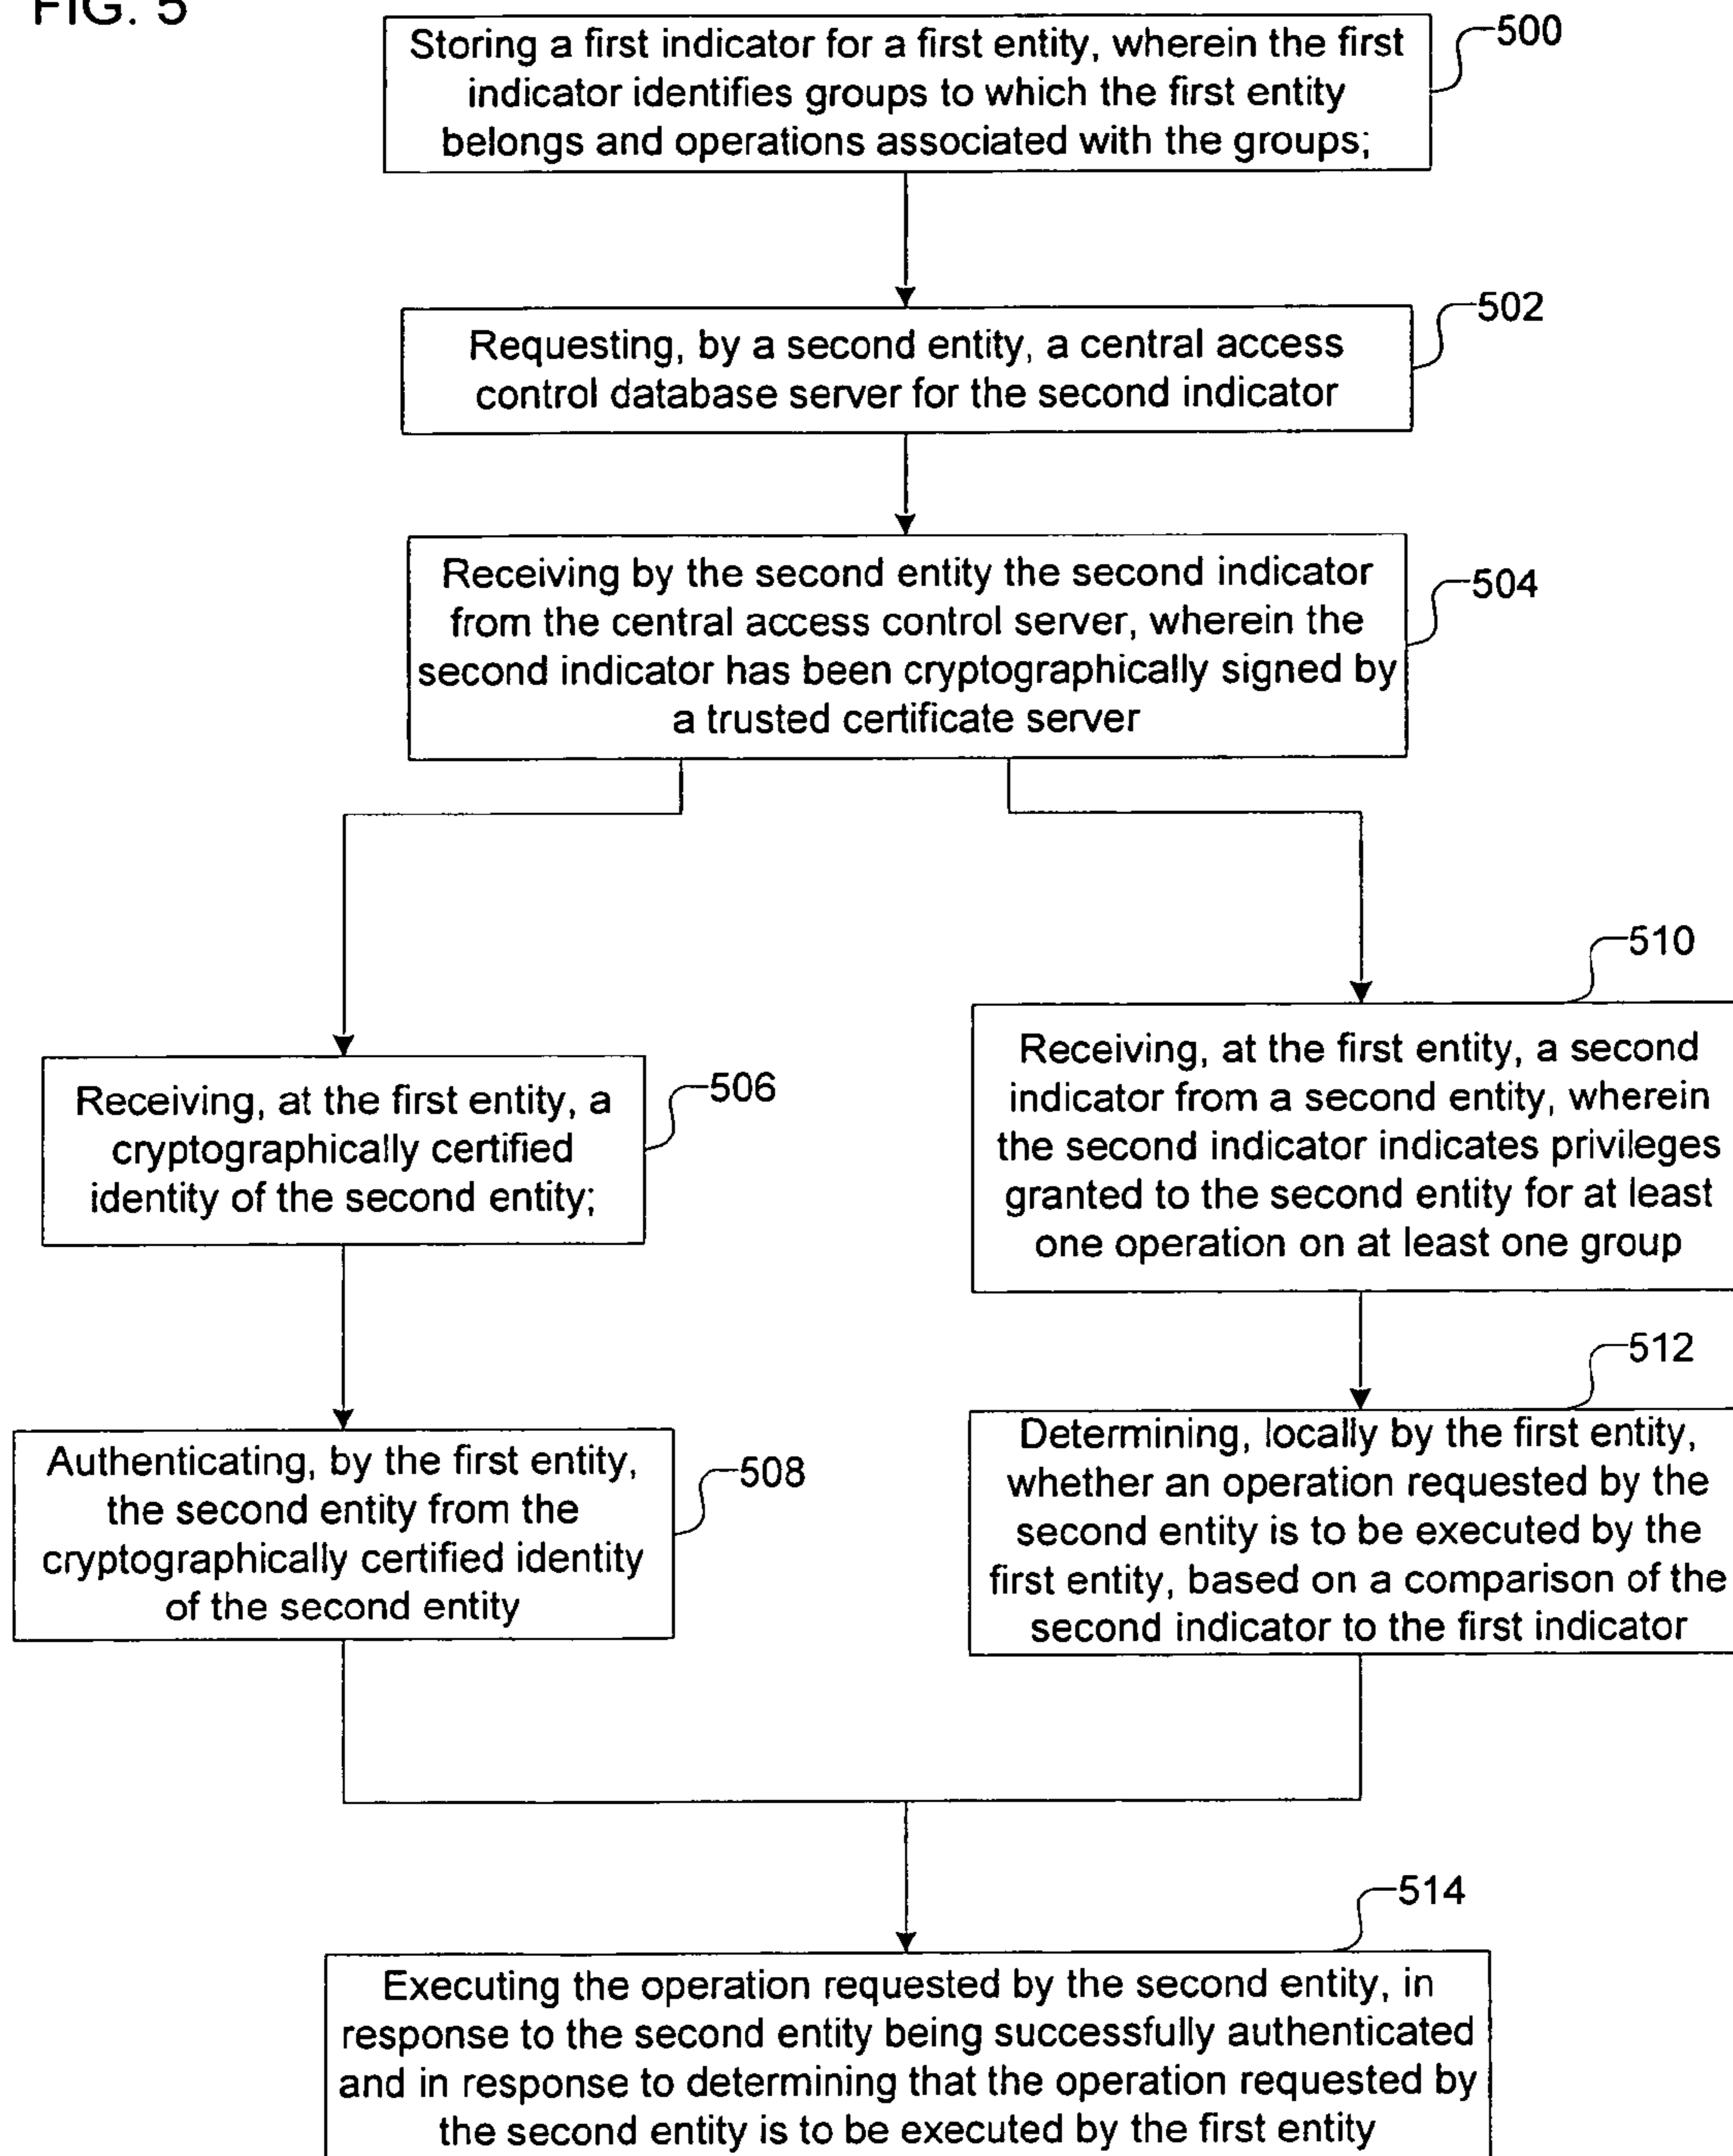 FIG. 5
Storing a first indicator for a first entity, wherein the first
indicator identifies groups to which the first entity
belongs and operations associated with the groups;
500
Requesting, by a second entity, a central access
control database server for the second indicator
502
Receiving by the second entity the second indicator
from the central access control server, wherein the
second indicator has been cryptographically signed by
a trusted certificate server
504
Receiving, at the first entity, a
cryptographically certified
identity of the second entity;
506
Authenticating, by the first entity,
the second entity from the
cryptographically certified identity
of the second entity
508
510
Receiving, at the first entity, a second
indicator from a second entity, wherein
the second indicator indicates privileges
granted to the second entity for at least
one operation on at least one group
512
Determining, locally by the first entity,
whether an operation requested by the
second entity is to be executed by the
first entity, based on a comparison of the
second indicator to the first indicator
514
Executing the operation requested by the second entity, in
response to the second entity being successfully authenticated
and in response to determining that the operation requested by
the second entity is to be executed by the first entity